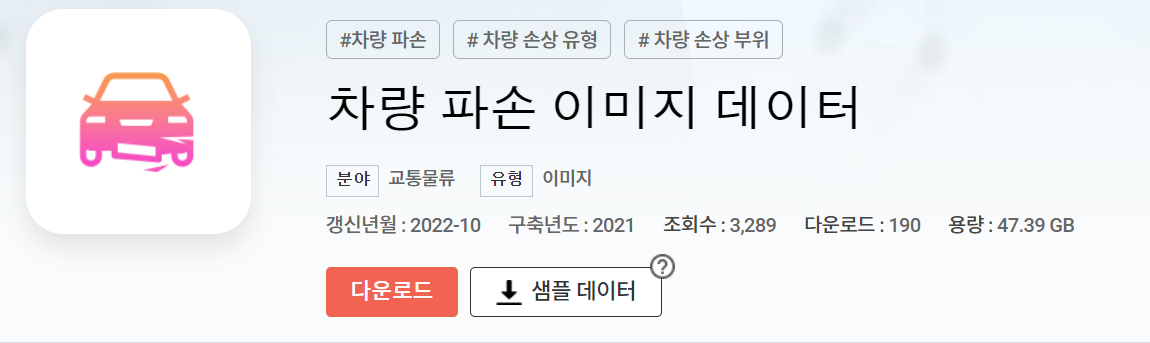 #차량 파손 # 차량 손상 유형 # 차량 손상 부위
차량 파손 이미지 데이터
분야 교통물류 유형 이미지
갱신년월 : 2022-10 구축년도 : 2021 조회수 : 3,289 다운로드 : 190 용량 : 47.39 GB
다운로드 샘플 데이터 ?